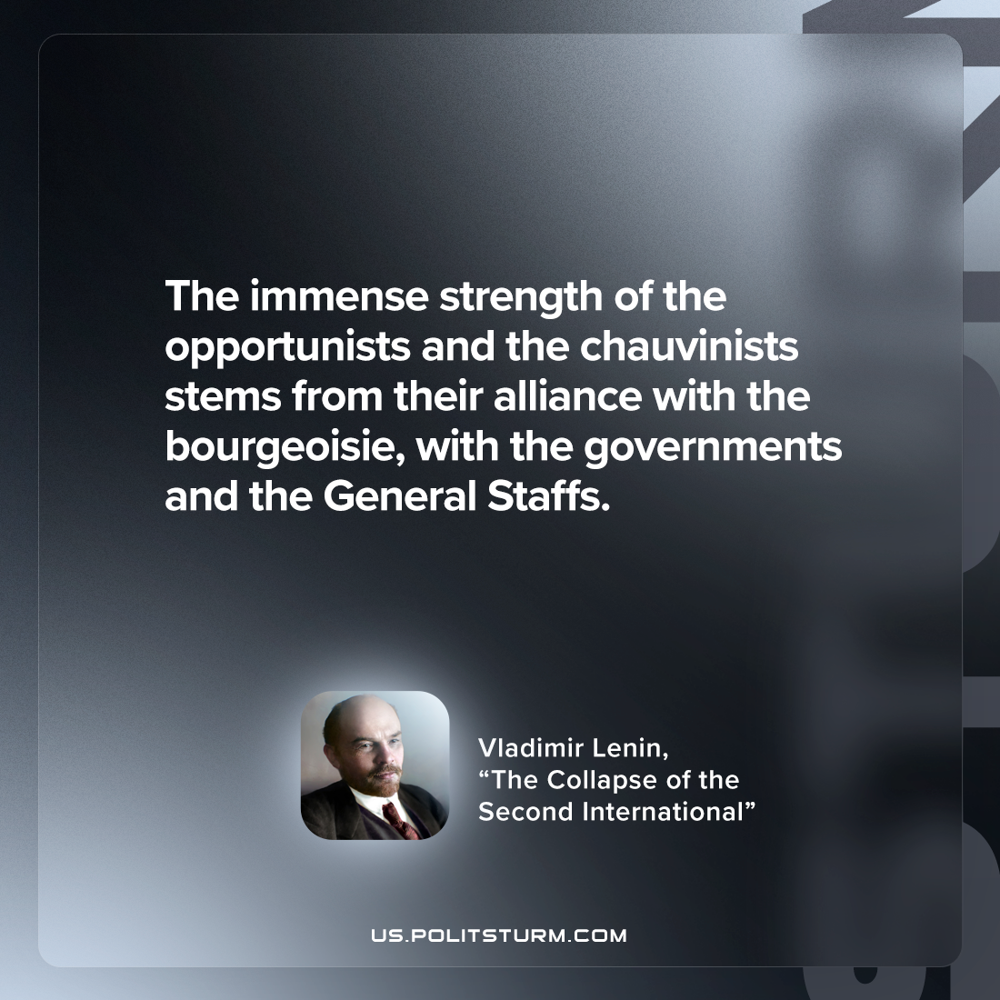 The immense strength of the
opportunists and the chauvinists
stems from their alliance with the
bourgeoisie, with the governments
and the General Staffs.
Vladimir Lenin,
“The Collapse of the
Second International”
US.POLITSTURM.COM